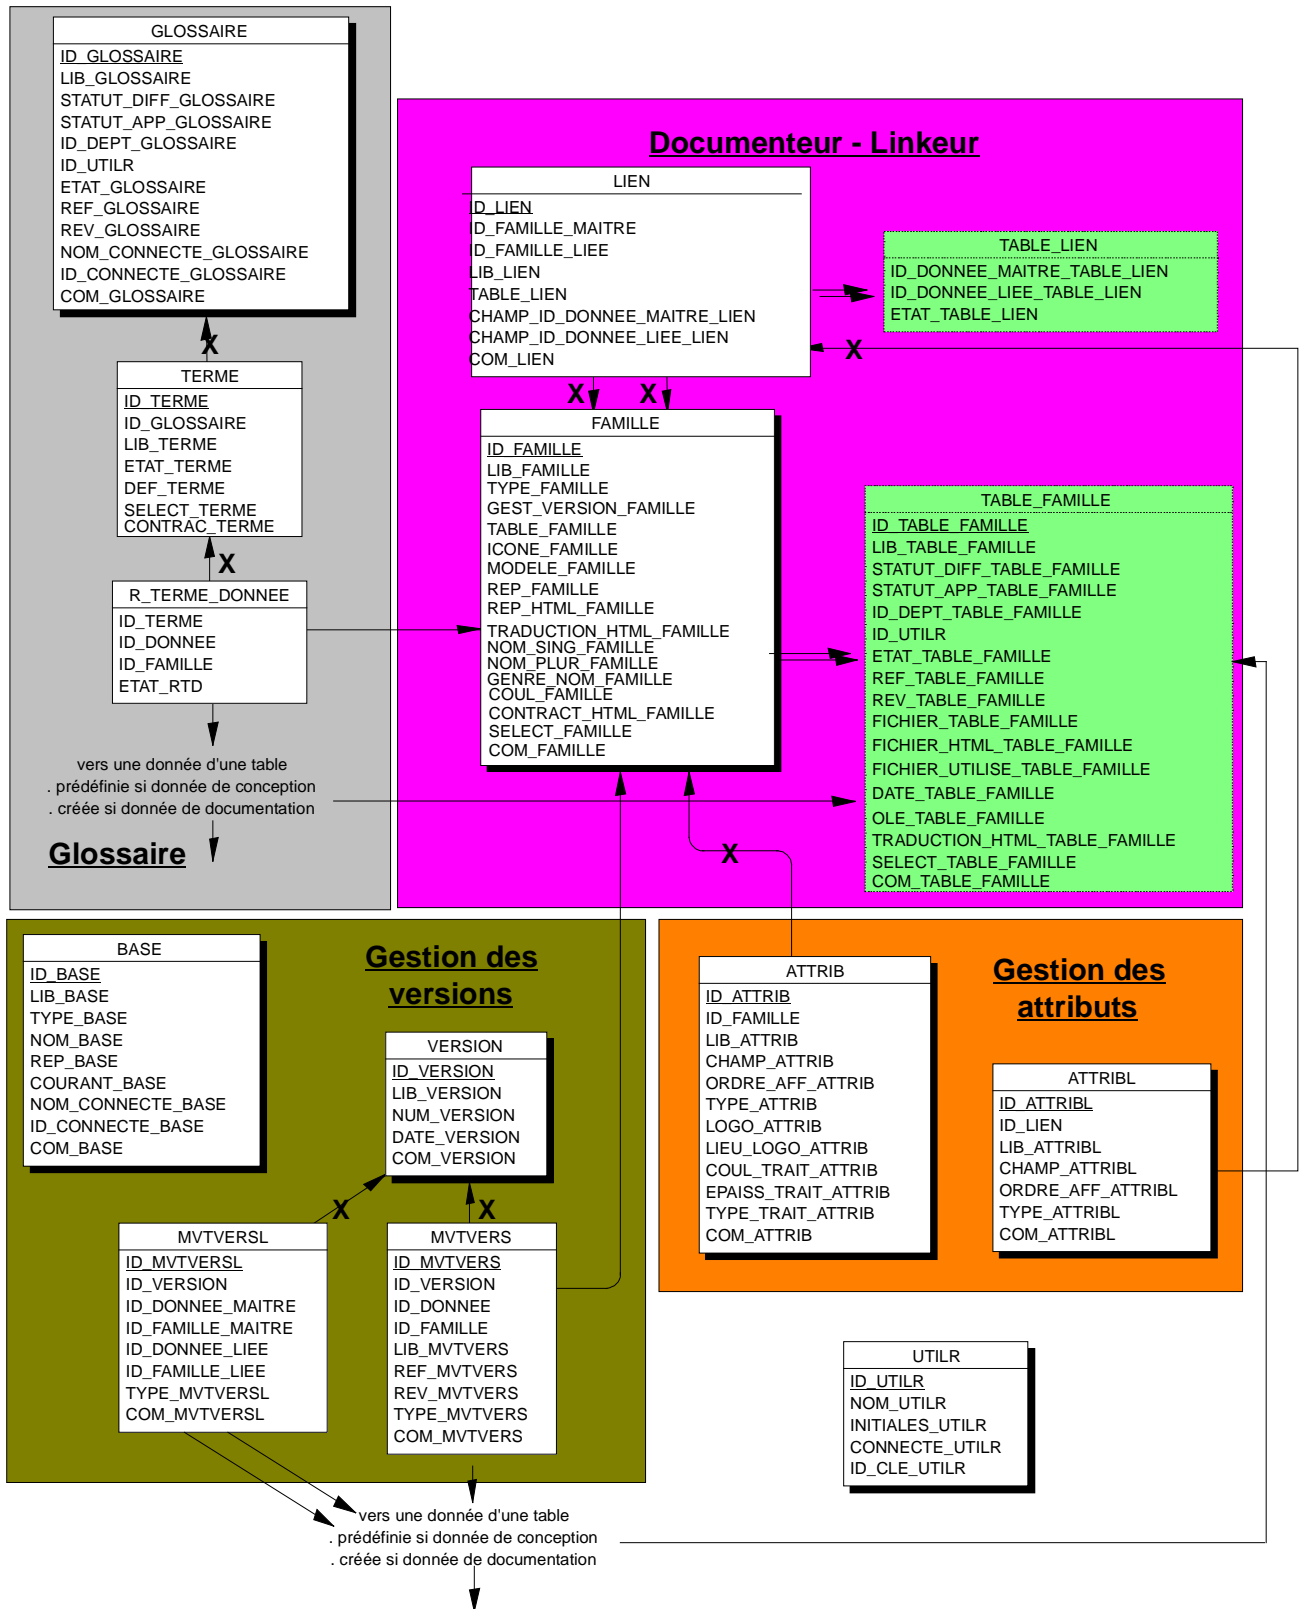 GLOSSAIRE
ID_GLOSSAIRE
LIB_GLOSSAIRE
STATUT_DIFF_GLOSSAIRE
STATUT_APP_GLOSSAIRE
ID_DEPT_GLOSSAIRE
ID_UTILR
ETAT_GLOSSAIRE
REF_GLOSSAIRE
REV_GLOSSAIRE
NOM_CONNECTE_GLOSSAIRE
ID_CONNECTE_GLOSSAIRE
COM_GLOSSAIRE
X
TERME
ID_TERME
ID_GLOSSAIRE
LIB_TERME
ETAT_TERME
DEF_TERME
SELECT_TERME
CONTRAC_TERME
X
R_TERME_DONNEE
ID_TERME
ID_DONNEE
ID_FAMILLE
ETAT_RTD
vers une donnée d'une table
. prédéfinie si donnée de conception
. créée si donnée de documentation
Glossaire
Documenteur - Linkeur
LIEN
ID_LIEN
ID_FAMILLE_MAITRE
ID_FAMILLE_LIEE
LIB_LIEN
TABLE_LIEN
CHAMP_ID_DONNEE_MAITRE_LIEN
CHAMP_ID_DONNEE_LIEE_LIEN
COM_LIEN
TABLE_LIEN
ID_DONNEE_MAITRE_TABLE_LIEN
ID_DONNEE_LIEE_TABLE_LIEN
ETAT_TABLE_LIEN
X
X X
FAMILLE
ID_FAMILLE
LIB_FAMILLE
TYPE_FAMILLE
GEST_VERSION_FAMILLE
TABLE_FAMILLE
ICONE_FAMILLE
MODELE_FAMILLE
REP_FAMILLE
REP_HTML_FAMILLE
TRADUCTION_HTML_FAMILLE
NOM_SING_FAMILLE
NOM_PLUR_FAMILLE
GENRE_NOM_FAMILLE
COUL_FAMILLE
CONTRACT_HTML_FAMILLE
SELECT_FAMILLE
COM_FAMILLE
TABLE_FAMILLE
ID_TABLE_FAMILLE
LIB_TABLE_FAMILLE
STATUT_DIFF_TABLE_FAMILLE
STATUT_APP_TABLE_FAMILLE
ID_DEPT_TABLE_FAMILLE
ID_UTILR
ETAT_TABLE_FAMILLE
REF_TABLE_FAMILLE
REV_TABLE_FAMILLE
FICHIER_TABLE_FAMILLE
FICHIER_HTML_TABLE_FAMILLE
FICHIER_UTILISE_TABLE_FAMILLE
DATE_TABLE_FAMILLE
OLE_TABLE_FAMILLE
TRADUCTION_HTML_TABLE_FAMILLE
SELECT_TABLE_FAMILLE
COM_TABLE_FAMILLE
X
BASE
ID_BASE
LIB_BASE
TYPE_BASE
NOM_BASE
REP_BASE
COURANT_BASE
NOM_CONNECTE_BASE
ID_CONNECTE_BASE
COM_BASE
Gestion des
versions
VERSION
ID_VERSION
LIB_VERSION
NUM_VERSION
DATE_VERSION
COM_VERSION
X X
MVTVERSL
ID_MVTVERSL
ID_VERSION
ID_DONNEE_MAITRE
ID_FAMILLE_MAITRE
ID_DONNEE_LIEE
ID_FAMILLE_LIEE
TYPE_MVTVERSL
COM_MVTVERSL
MVTVERS
ID_MVTVERS
ID_VERSION
ID_DONNEE
ID_FAMILLE
LIB_MVTVERS
REF_MVTVERS
REV_MVTVERS
TYPE_MVTVERS
COM_MVTVERS
vers une donnée d'une table
. prédéfinie si donnée de conception
. créée si donnée de documentation
ATTRIB
ID_ATTRIB
ID_FAMILLE
LIB_ATTRIB
CHAMP_ATTRIB
ORDRE_AFF_ATTRIB
TYPE_ATTRIB
LOGO_ATTRIB
LIEU_LOGO_ATTRIB
COUL_TRAIT_ATTRIB
EPAISS_TRAIT_ATTRIB
TYPE_TRAIT_ATTRIB
COM_ATTRIB
Gestion des
attributs
ATTRIBL
ID_ATTRIBL
ID_LIEN
LIB_ATTRIBL
CHAMP_ATTRIBL
ORDRE_AFF_ATTRIBL
TYPE_ATTRIBL
COM_ATTRIBL
UTILR
ID_UTILR
NOM_UTILR
INITIALES_UTILR
CONNECTE_UTILR
ID_CLE_UTILR